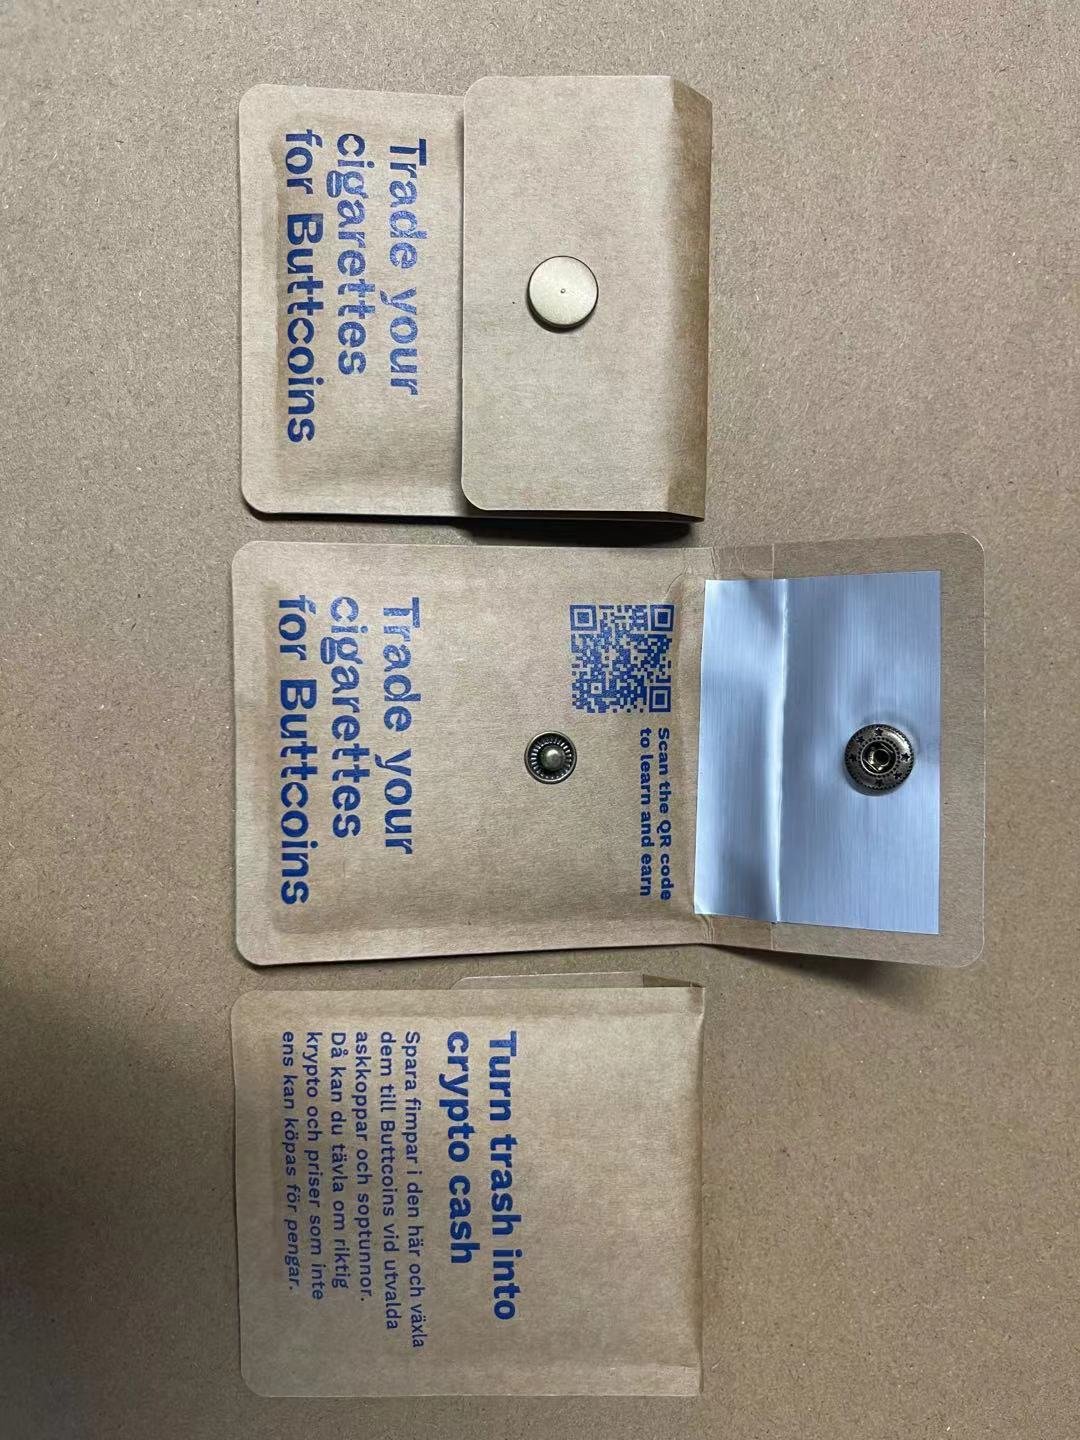 Trade your
cigarettes
for Buttcoins
Scan the QR code
to learn and earn
Trade your
cigarettes
for Buttcoins
Turn trash into
crypto cash
Spara fimpar i den här och växla
dem till Buttcoins vid utvalda
askkoppar och soptunnor.
Då kan du tävla om riktig
krypto och priser som inte
ens kan köpas för pengar.